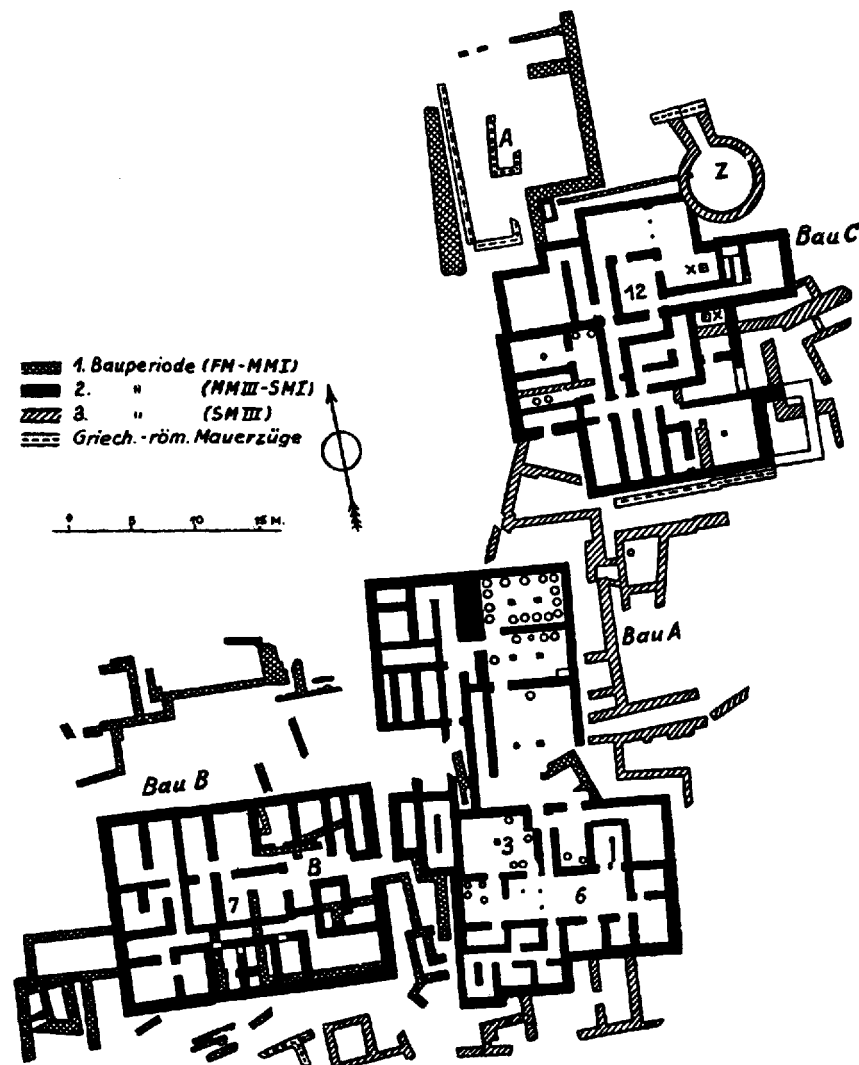 A
Z
Bau C
X
12
X
1. Bauperiode (FM-MMI)
2. " (MMIII-SMI)
3. " (SMIII)
Griech.-röm. Mauerzüge
0 5 10 15 M.
Bau A
Bau B
3
1
B
7
6